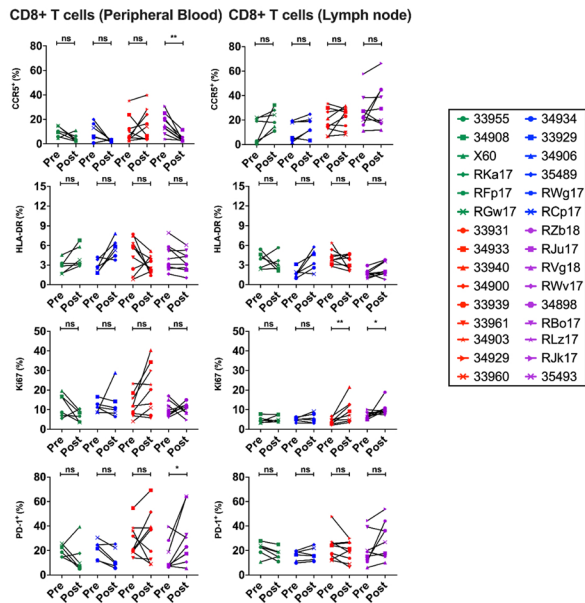 CD8+ T cells (Peripheral Blood) CD8+ T cells (Lymph node)
CCR5⁺ (%)
80
60
40
20
0
ns ns ns **
Pre Post Pre Post Pre Post Pre Post
CCR5⁺ (%)
80
60
40
20
0
ns ns ns ns
Pre Post Pre Post Pre Post Pre Post
HLA-DR⁺ (%)
15
12
9
6
3
0
ns ns ns ns
Pre Post Pre Post Pre Post Pre Post
HLA-DR⁺ (%)
15
12
9
6
3
0
ns ns ns ns
Pre Post Pre Post Pre Post Pre Post
Ki67⁺ (%)
50
40
30
20
10
0
ns ns ns ns
Pre Post Pre Post Pre Post Pre Post
Ki67⁺ (%)
50
40
30
20
10
0
ns ns ** *
Pre Post Pre Post Pre Post Pre Post
PD-1⁺ (%)
80
60
40
20
0
ns ns ns *
Pre Post Pre Post Pre Post Pre Post
PD-1⁺ (%)
80
60
40
20
0
ns ns ns ns
Pre Post Pre Post Pre Post Pre Post
33955 34934
34908 33929
X60 34906
RKa17 35489
RFp17 RWg17
RGw17 RCp17
33931 RZb18
34933 RJu17
33940 RVg18
34900 RWv17
33939 34898
33961 RBo17
34903 RLz17
34929 RJk17
33960 35493